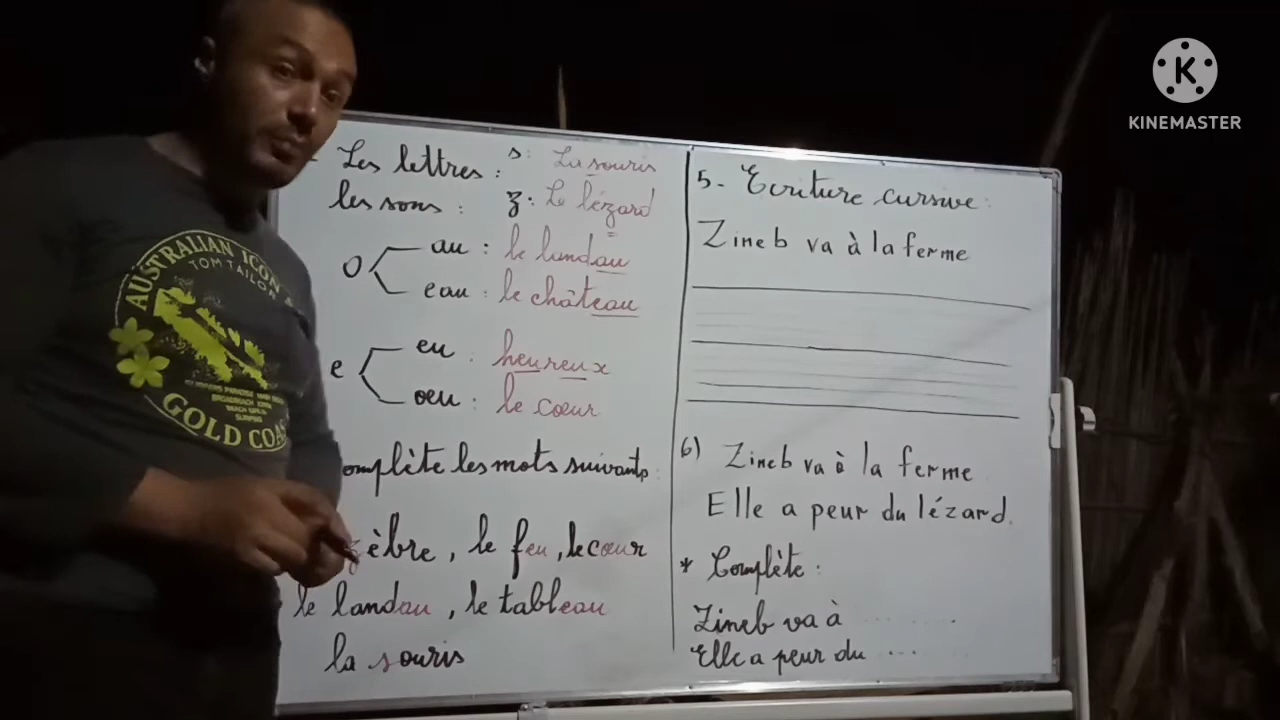 Les lettres : s : La souris
les sons : z : Le lézard
o au : le landau
eau : le château
e eu : heureux
oeu : le cœur
omplète les mots suivants :
zèbre, le feu, le cœur
le landau, le tableau
la souris
5- Ecriture cursive :
Zineb va à la ferme
6) Zineb va à la ferme
Elle a peur du lézard.
* Complète :
Zineb va à ........
Elle a peur du ...
AUSTRALIAN ICON
TOM TAILOR
GOLD COAS
KINEMASTER